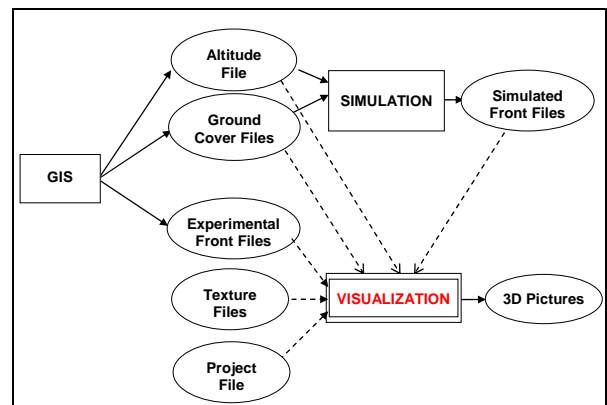 Altitude
File
SIMULATION
Simulated
Front Files
Ground
Cover Files
GIS
Experimental
Front Files
Texture
Files
VISUALIZATION
3D Pictures
Project
File